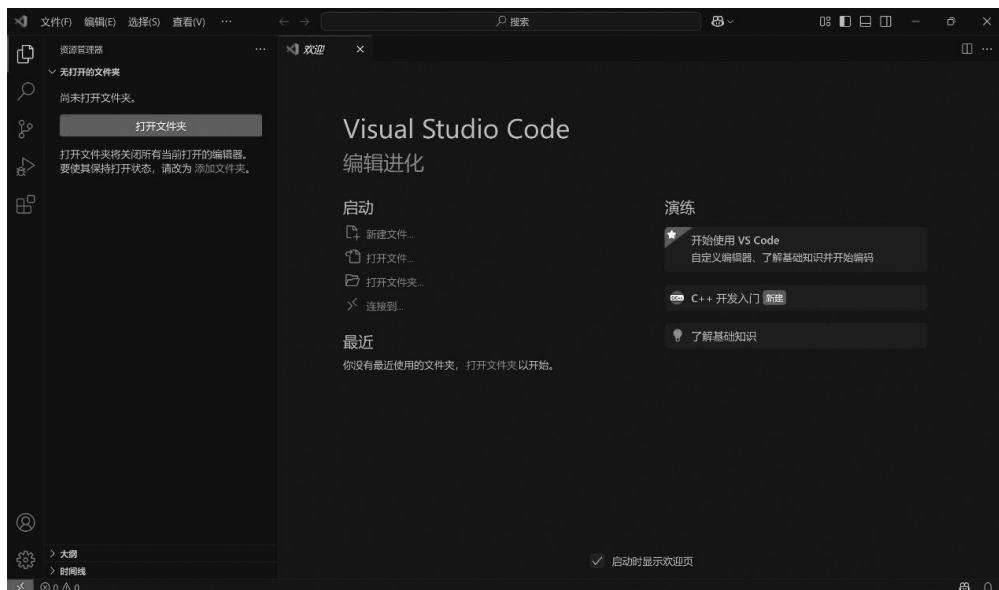 文件(F) 编辑(E) 选择(S) 查看(V) ··· ← → 搜索
资源管理器 ···
欢迎 ×
无打开的文件夹
尚未打开文件夹。
打开文件夹
打开文件夹将关闭所有当前打开的编辑器。
要使其保持打开状态，请改为 添加文件夹。
Visual Studio Code
编辑进化
启动
新建文件...
打开文件...
打开文件夹...
连接到...
最近
你没有最近使用的文件夹，打开文件夹以开始。
演练
开始使用 VS Code
自定义编辑器、了解基础知识并开始编码
C++ 开发入门 新建
了解基础知识
启动时显示欢迎页
大纲
时间线
0 0